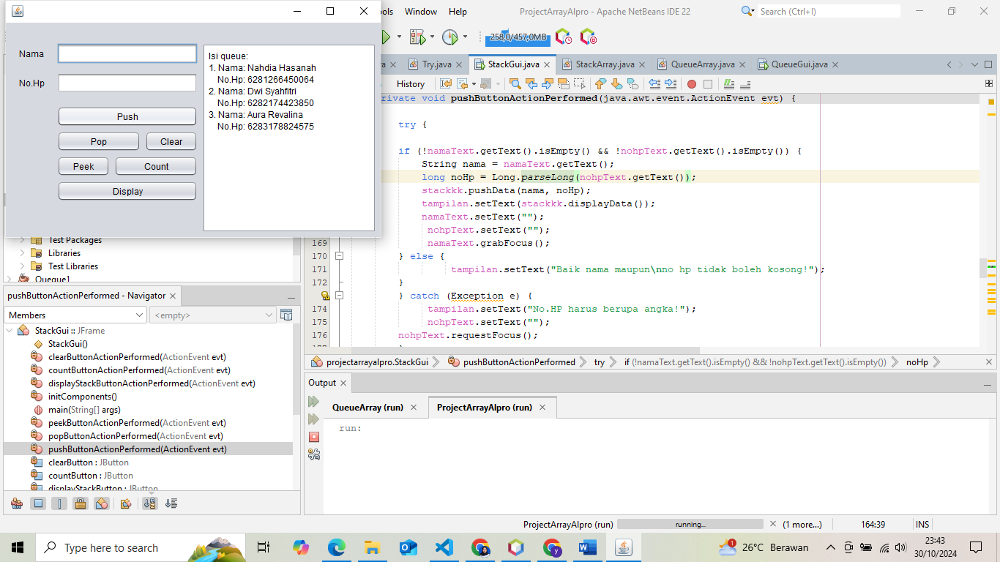 ols Window Help
ProjectArrayAlpro - Apache NetBeans IDE 22
Search (Ctrl+I)
258,0/457,0MB
Nama
No.Hp
Push
Pop
Clear
Peek
Count
Display
Isi queue:
1. Nama: Nahdia Hasanah
No.Hp: 6281266450064
2. Nama: Dwi Syahfitri
No.Hp: 6282174423850
3. Nama: Aura Revalina
No.Hp: 6283178824575
a Try.java StackGui.java StackArray.java QueueArray.java QueueGui.java
History
rivate void pushButtonActionPerformed(java.awt.event.ActionEvent evt) {
try {
if (!namaText.getText().isEmpty() && !nohpText.getText().isEmpty()) {
String nama = namaText.getText();
long noHp = Long.parseLong(nohpText.getText());
stackkk.pushData(nama, noHp);
tampilan.setText(stackkk.displayData());
namaText.setText("");
nohpText.setText("");
169 namaText.grabFocus();
170 } else {
171 tampilan.setText("Baik nama maupun\nno hp tidak boleh kosong!");
172 }
} catch (Exception e) {
174 tampilan.setText("No.HP harus berupa angka!");
175 nohpText.setText("");
176 nohpText.requestFocus();
Test Packages
Libraries
Test Libraries
Queque1
pushButtonActionPerformed - Navigator
Members
<empty>
StackGui :: JFrame
StackGui()
clearButtonActionPerformed(ActionEvent evt)
countButtonActionPerformed(ActionEvent evt)
displayStackButtonActionPerformed(ActionEvent evt)
initComponents()
main(String[] args)
peekButtonActionPerformed(ActionEvent evt)
popButtonActionPerformed(ActionEvent evt)
pushButtonActionPerformed(ActionEvent evt)
clearButton : JButton
countButton : JButton
displayStackButton : JButton
projectarrayalpro.StackGui pushButtonActionPerformed try if (!namaText.getText().isEmpty() && !nohpText.getText().isEmpty()) noHp
Output
QueueArray (run) ProjectArrayAlpro (run)
run:
ProjectArrayAlpro (run) running... (1 more...) 164:39 INS
Type here to search
26°C Berawan
23:43
30/10/2024